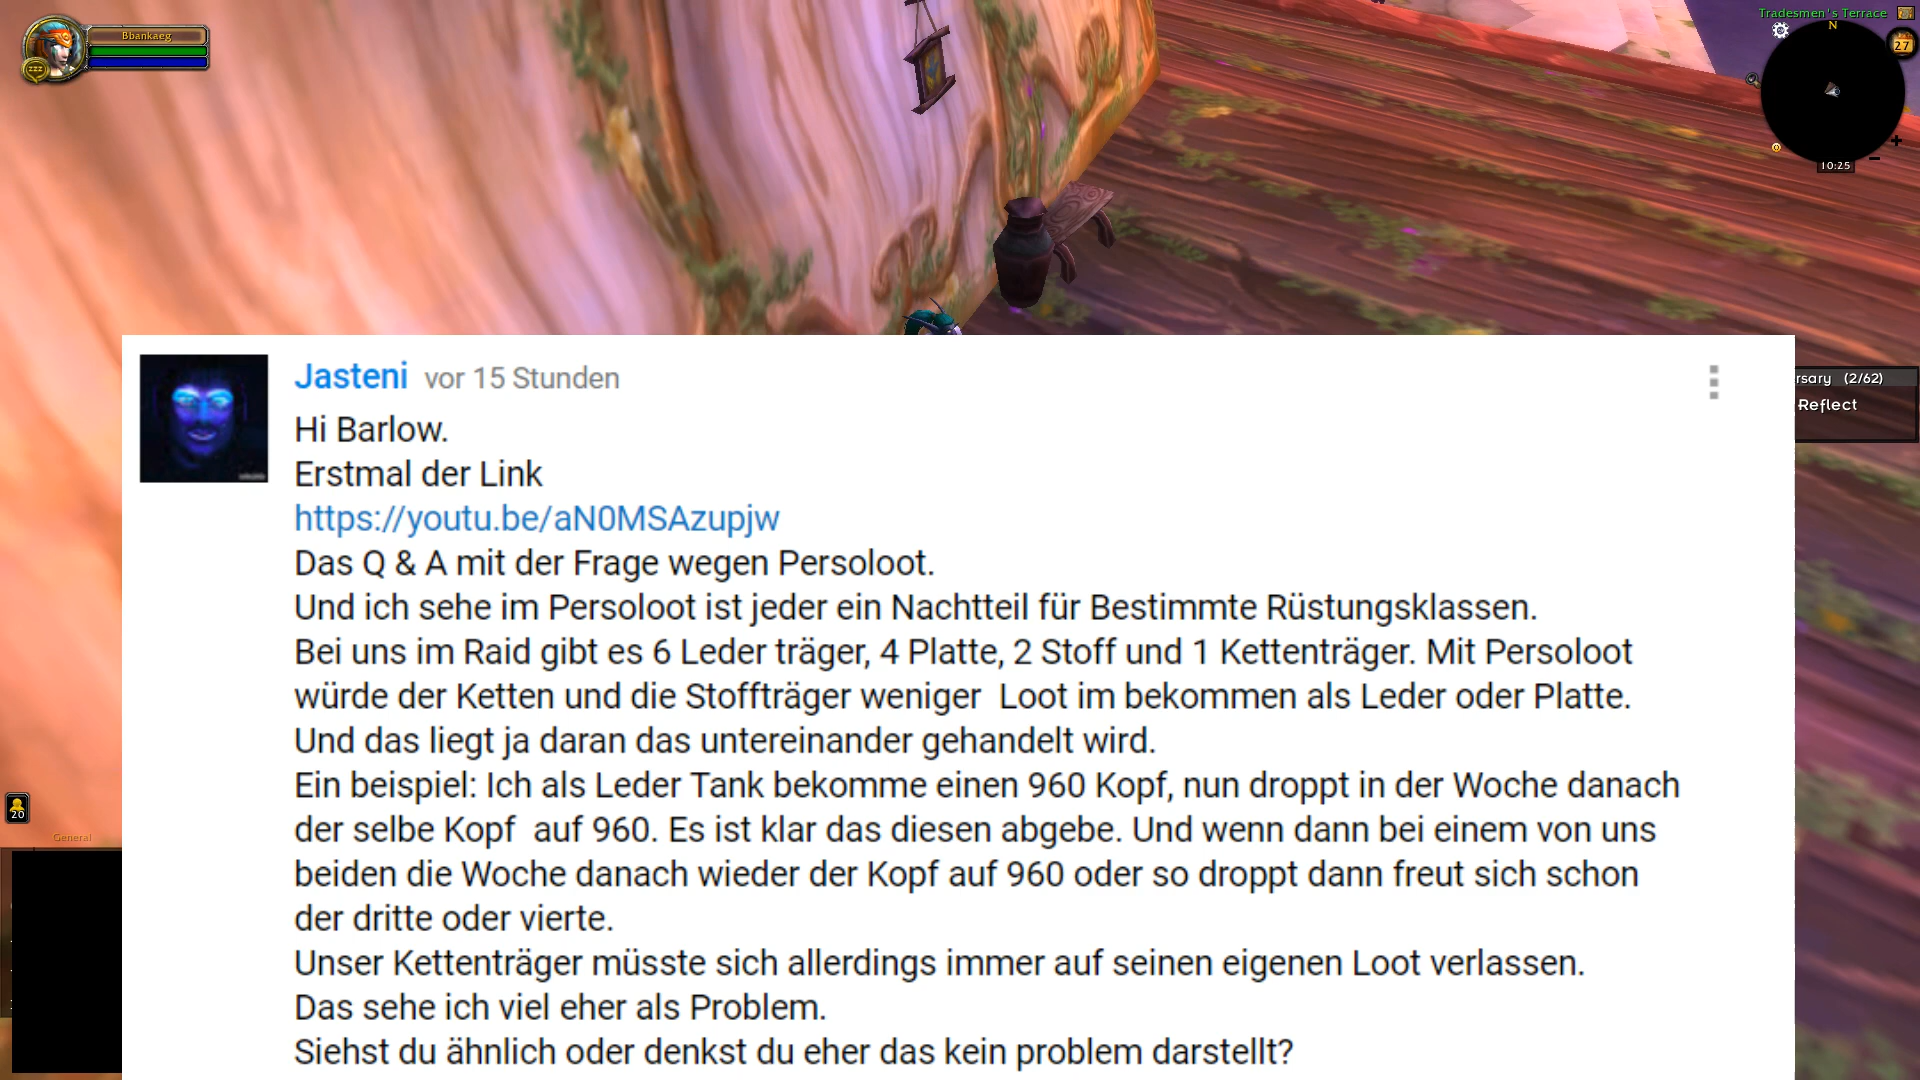 Bbankaeg
Tradesmen's Terrace
N
27
10:25
Jasteni vor 15 Stunden
Hi Barlow.
Erstmal der Link
https://youtu.be/aN0MSAzupjw
Das Q & A mit der Frage wegen Persoloot.
Und ich sehe im Persoloot ist jeder ein Nachtteil für Bestimmte Rüstungsklassen.
Bei uns im Raid gibt es 6 Leder träger, 4 Platte, 2 Stoff und 1 Kettenträger. Mit Persoloot
würde der Ketten und die Stoffträger weniger  Loot im bekommen als Leder oder Platte.
Und das liegt ja daran das untereinander gehandelt wird.
Ein beispiel: Ich als Leder Tank bekomme einen 960 Kopf, nun droppt in der Woche danach
der selbe Kopf  auf 960. Es ist klar das diesen abgebe. Und wenn dann bei einem von uns
beiden die Woche danach wieder der Kopf auf 960 oder so droppt dann freut sich schon
der dritte oder vierte.
Unser Kettenträger müsste sich allerdings immer auf seinen eigenen Loot verlassen.
Das sehe ich viel eher als Problem.
Siehst du ähnlich oder denkst du eher das kein problem darstellt?
rsary (2/62)
Reflect
20
General